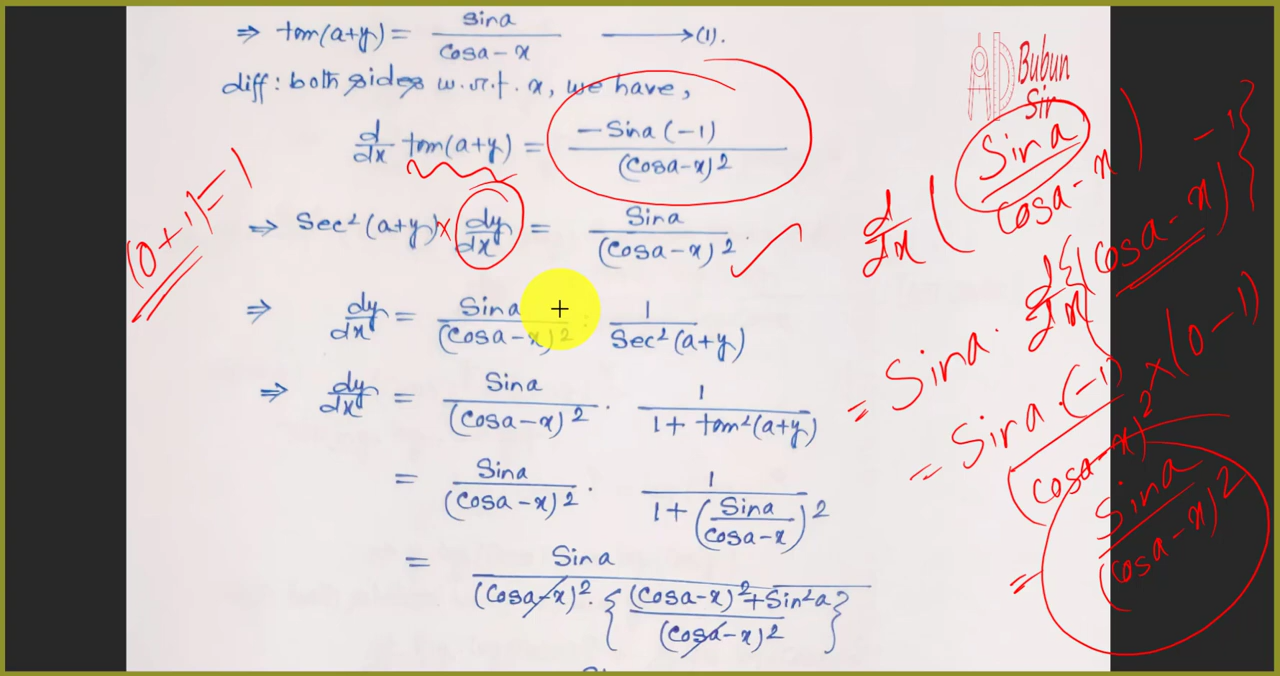 ⇒ tan(a+y) = sina / (cosa - x) ⟶ (1).
diff: both sides w.r.t. x, we have,
d/dx tan(a+y) = -sina (-1) / (cosa-x)²
⇒ sec²(a+y) × dy/dx = sina / (cosa-x)²
⇒ dy/dx = sina / (cosa-x)² · 1 / sec²(a+y)
⇒ dy/dx = sina / (cosa-x)² · 1 / (1 + tan²(a+y))
= sina / (cosa-x)² · 1 / (1 + (sina / (cosa-x))²)
= sina / ((cosa-x)² · {((cosa-x)² + sin²a) / (cosa-x)²})
(0+1)=1
Bubun
Sir
d/dx (sina / (cosa-x))
= sina · d/dx {(cosa-x)⁻¹}
= sina · (-1) / (cosa-x)² × (0-1)
= sina / (cosa-x)²